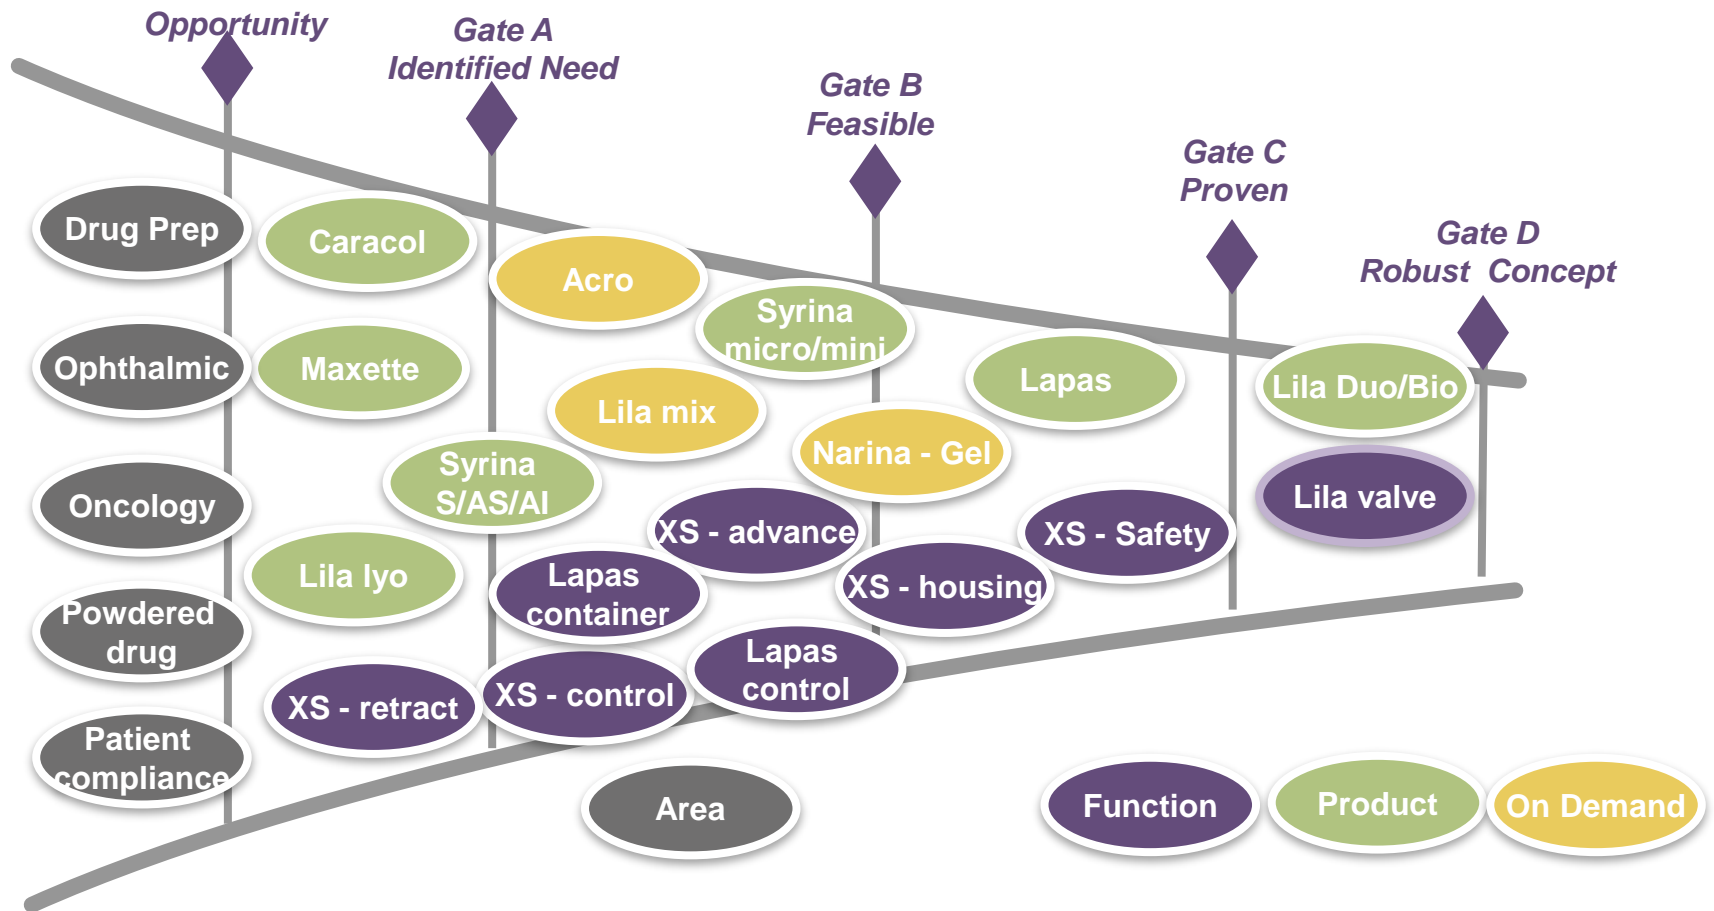 Opportunity
Gate A
Identified Need
Gate B
Feasible
Gate C
Proven
Gate D
Robust Concept
Drug Prep
Caracol
Acro
Syrina
micro/mini
Ophthalmic
Maxette
Lila mix
Lapas
Lila Duo/Bio
Syrina
S/AS/AI
Narina - Gel
Lila valve
Oncology
XS - advance
XS - Safety
Lila lyo
Lapas
container
XS - housing
Powdered
drug
XS - retract
XS - control
Lapas
control
Patient
compliance
Area
Function
Product
On Demand